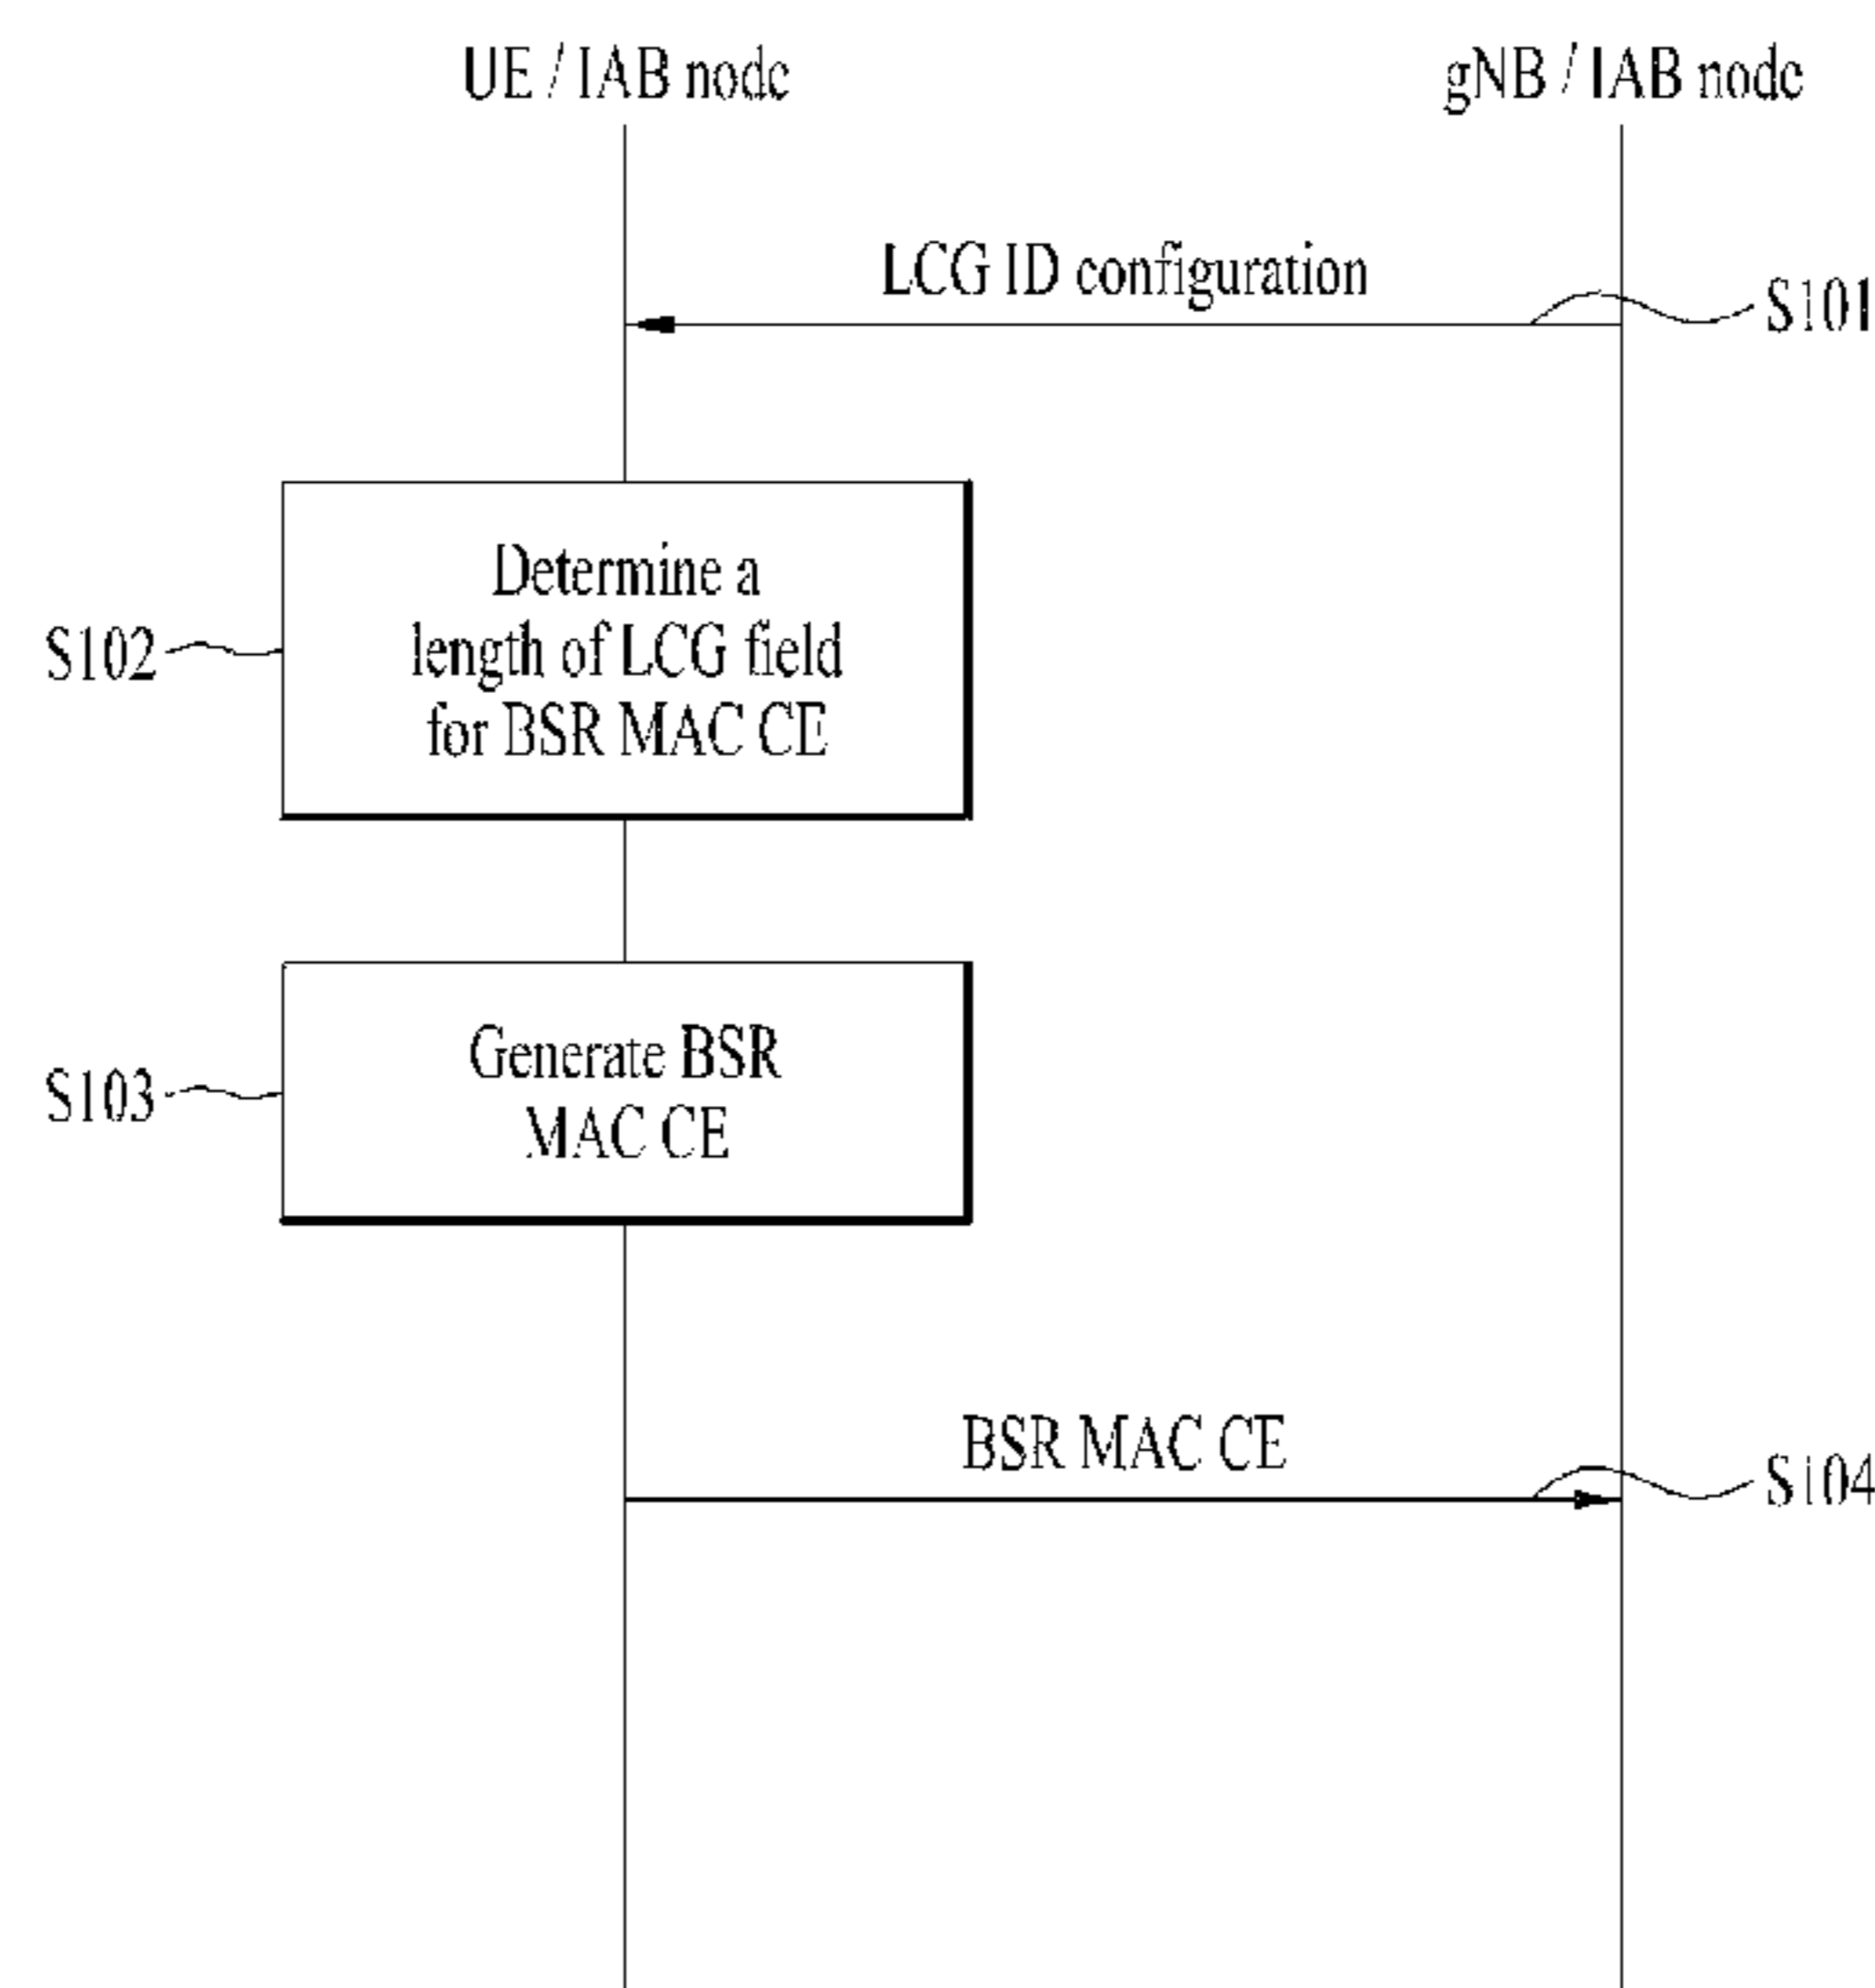 UE / IAB node
gNB / IAB node
LCG ID configuration
S101
Determine a
length of LCG field
for BSR MAC CE
S102
Generate BSR
MAC CE
S103
BSR MAC CE
S104